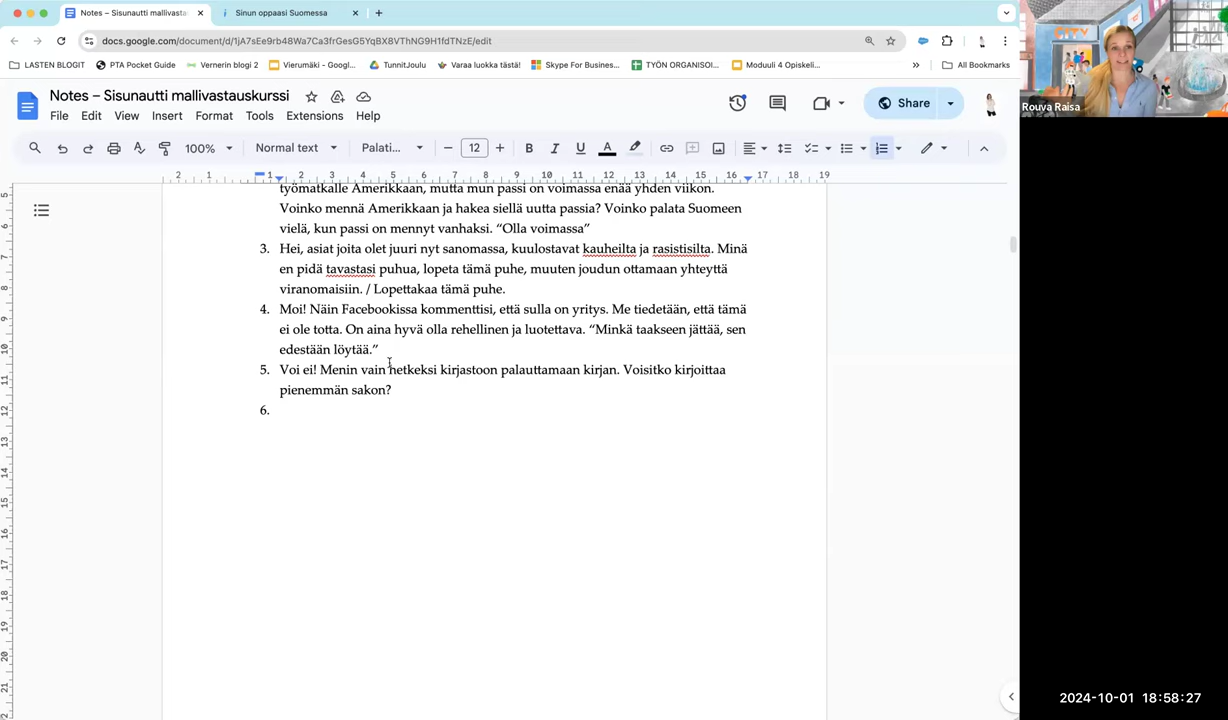 Notes – Sisunautti mallivastausta
Sinun oppaasi Suomessa
docs.google.com/document/d/1jA7sEe9rb48Wa7Ca3frGesG5YqBX8VThNG9H1fdTNzE/edit
LASTEN BLOGIT
PTA Pocket Guide
Vernerin blogi 2
Vierumäki - Googl...
TunnitJoulu
Varaa luokka tästä!
Skype For Business...
TYÖN ORGANISOI...
Moduuli 4 Opiskeli...
All Bookmarks
Notes – Sisunautti mallivastauskurssi
File Edit View Insert Format Tools Extensions Help
Share
100% Normal text Palati... 12
työmatkalle Amerikkaan, mutta mun passi on voimassa enää yhden viikon.
Voinko mennä Amerikkaan ja hakea siellä uutta passia? Voinko palata Suomeen
vielä, kun passi on mennyt vanhaksi. “Olla voimassa”
3. Hei, asiat joita olet juuri nyt sanomassa, kuulostavat kauheilta ja rasistisilta. Minä
en pidä tavastasi puhua, lopeta tämä puhe, muuten joudun ottamaan yhteyttä
viranomaisiin. / Lopettakaa tämä puhe.
4. Moi! Näin Facebookissa kommenttisi, että sulla on yritys. Me tiedetään, että tämä
ei ole totta. On aina hyvä olla rehellinen ja luotettava. “Minkä taakseen jättää, sen
edestään löytää.”
5. Voi ei! Menin vain hetkeksi kirjastoon palauttamaan kirjan. Voisitko kirjoittaa
pienemmän sakon?
6.
Rouva Raisa
2024-10-01 18:58:27